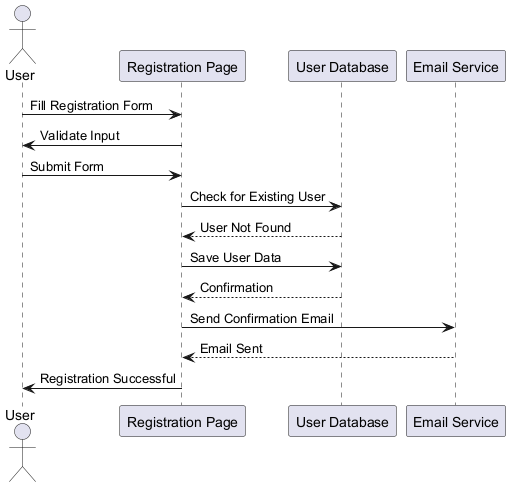 User
Registration Page
User Database
Email Service
Fill Registration Form
Validate Input
Submit Form
Check for Existing User
User Not Found
Save User Data
Confirmation
Send Confirmation Email
Email Sent
Registration Successful
User
Registration Page
User Database
Email Service